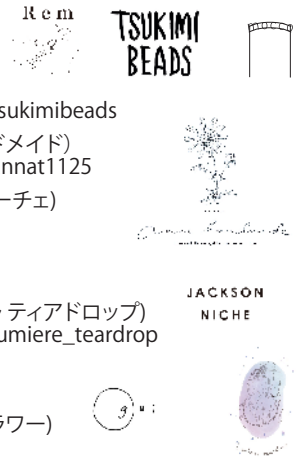 Rem
TSUKIMI
BEADS
sukimibeads
ドメイド)
nnat1125
ーチェ)
JACKSON
NICHE
ティアドロップ)
umiere_teardrop
ラワー)
gui